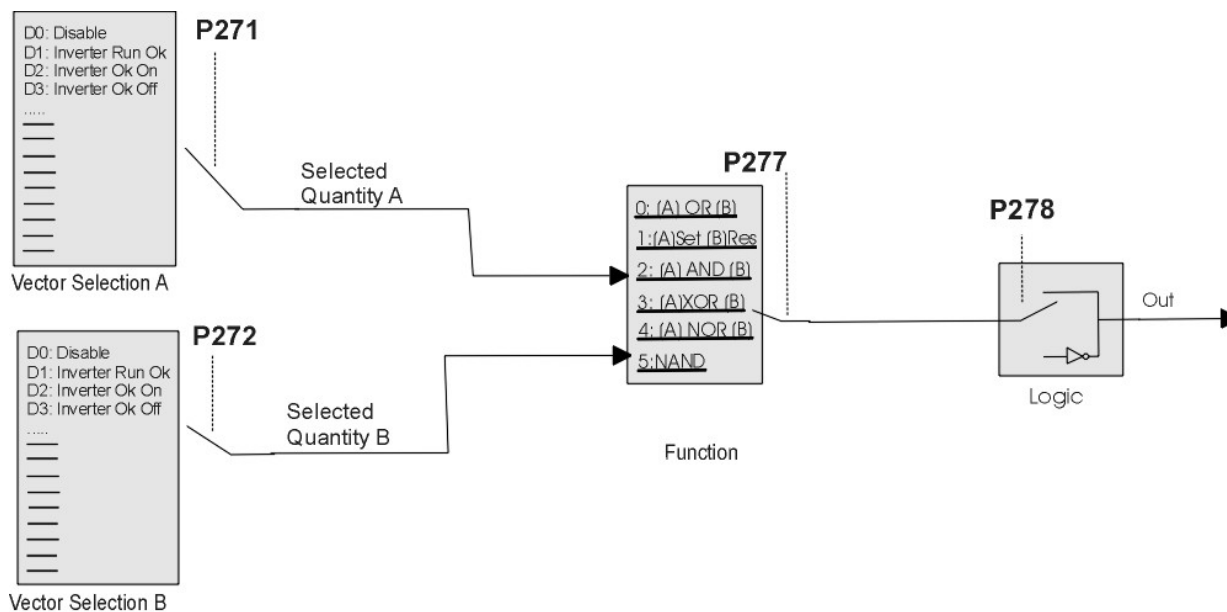 D0: Disable
D1: Inverter Run Ok
D2: Inverter Ok On
D3: Inverter Ok Off
.....
Vector Selection A
P271
Selected
Quantity A
D0: Disable
D1: Inverter Run Ok
D2: Inverter Ok On
D3: Inverter Ok Off
.....
Vector Selection B
P272
Selected
Quantity B
0: (A) OR (B)
1:(A)Set (B)Res
2: (A) AND (B)
3: (A)XOR (B)
4: (A) NOR (B)
5:NAND
Function
P277
P278
Logic
Out